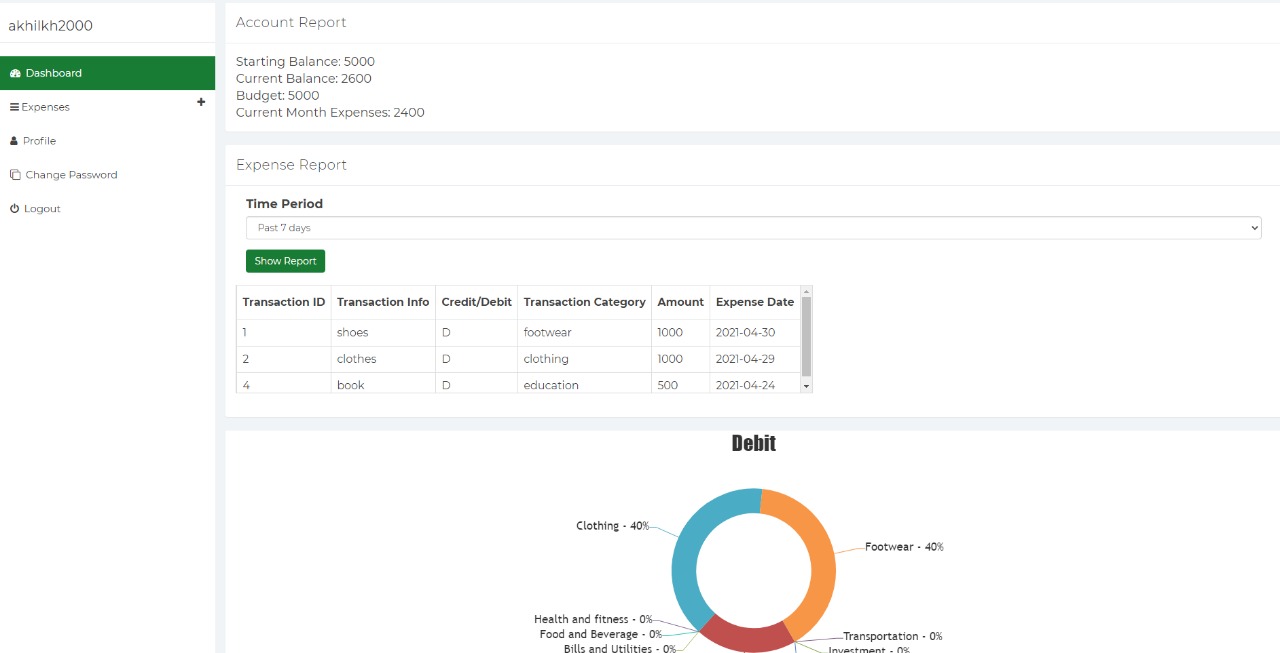 akhilkh2000
Dashboard
Expenses
Profile
Change Password
Logout
Account Report
Starting Balance: 5000
Current Balance: 2600
Budget: 5000
Current Month Expenses: 2400
Expense Report
Time Period
Past 7 days
Show Report
Transaction ID Transaction Info Credit/Debit Transaction Category Amount Expense Date
1 shoes D footwear 1000 2021-04-30
2 clothes D clothing 1000 2021-04-29
4 book D education 500 2021-04-24
Debit
Clothing - 40%
Footwear - 40%
Health and fitness - 0%
Food and Beverage - 0%
Bills and Utilities - 0%
Transportation - 0%
Investment - 0%